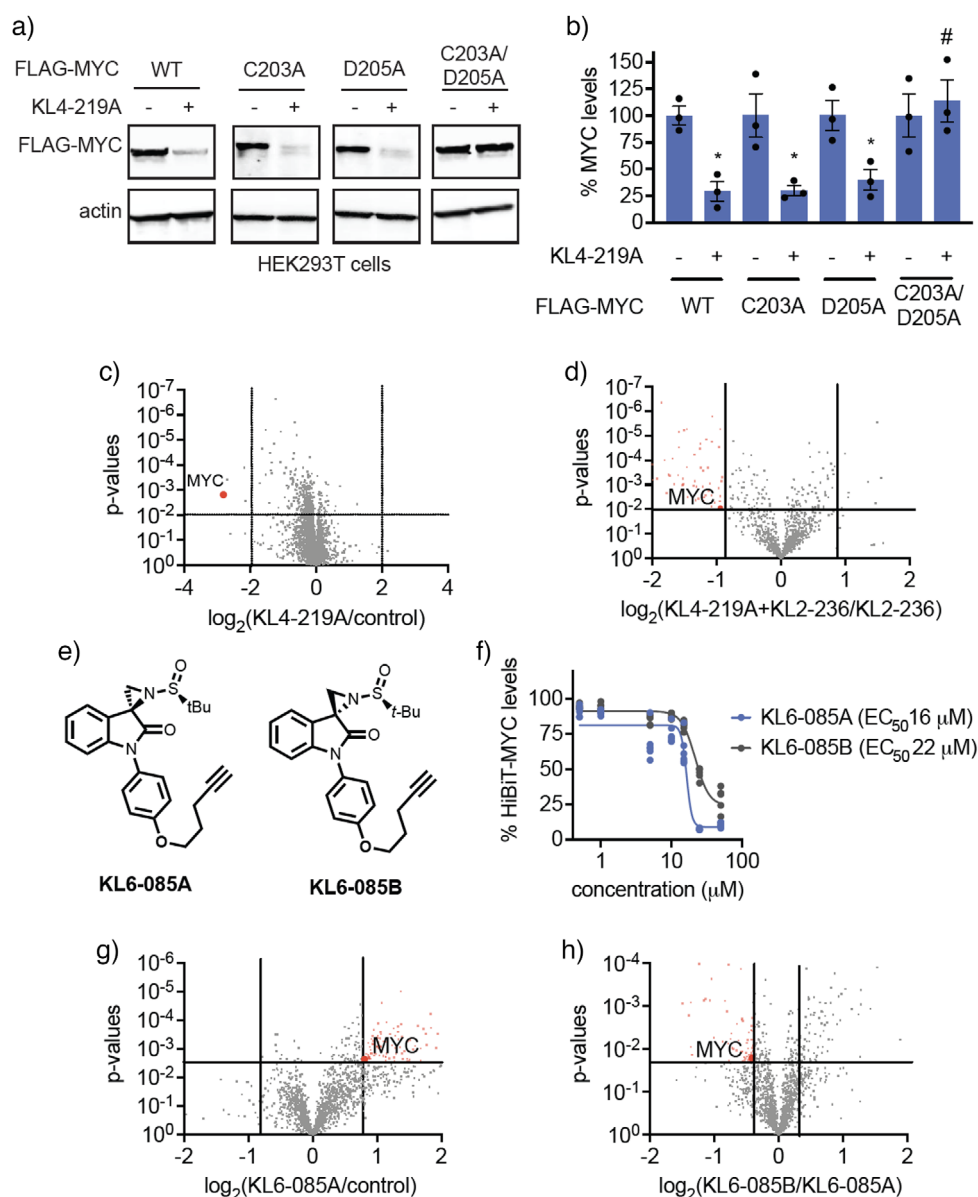 a)
FLAG-MYC WT C203A D205A C203A/
D205A
KL4-219A - + - + - + - +
FLAG-MYC
actin
HEK293T cells
b)
% MYC levels
150
125
100
75
50
25
0
* * * #
KL4-219A - + - + - + - +
FLAG-MYC WT C203A D205A C203A/
D205A
c)
p-values
10-7
10-6
10-5
10-4
10-3
10-2
10-1
100
MYC
-4 -2 0 2 4
log2(KL4-219A/control)
d)
p-values
10-7
10-6
10-5
10-4
10-3
10-2
10-1
100
MYC
-2 -1 0 1 2
log2(KL4-219A+KL2-236/KL2-236)
e)
O
N S
tBu
O
N
O
KL6-085A
O
N S
t-Bu
O
N
O
KL6-085B
f)
% HiBiT-MYC levels
100
75
50
25
0
1 10 100
concentration (μM)
KL6-085A (EC50 16 μM)
KL6-085B (EC50 22 μM)
g)
p-values
10-6
10-5
10-4
10-3
10-2
10-1
100
MYC
-2 -1 0 1 2
log2(KL6-085A/control)
h)
p-values
10-4
10-3
10-2
10-1
100
MYC
-2 -1 0 1 2
log2(KL6-085B/KL6-085A)